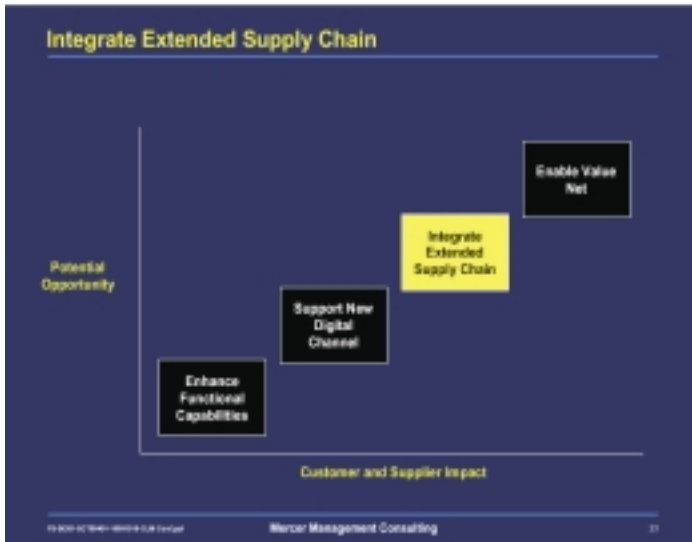 Integrate Extended Supply Chain
Enable Value
Net
Integrate
Extended
Supply Chain
Potential
Opportunity
Support New
Digital
Channel
Enhance
Functional
Capabilities
Customer and Supplier Impact
Mercer Management Consulting